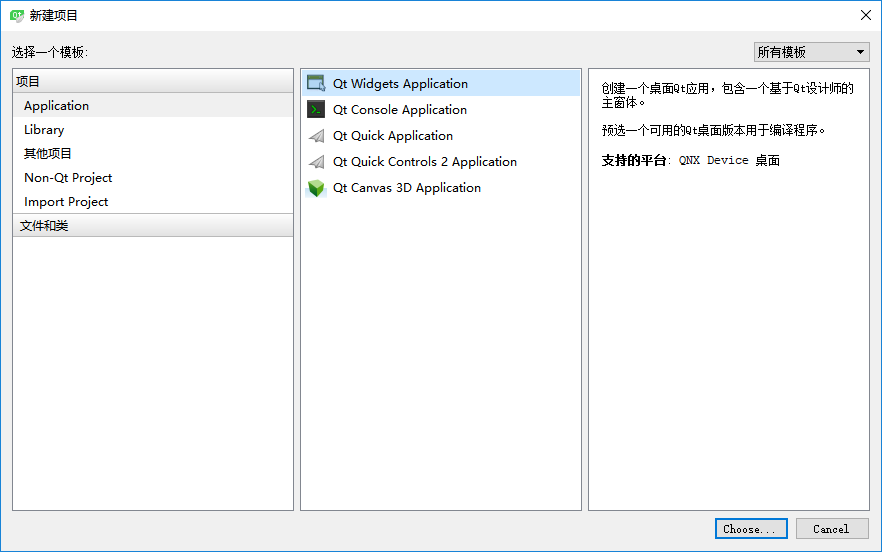 新建项目
选择一个模板:
所有模板
项目
Application
Library
其他项目
Non-Qt Project
Import Project
文件和类
Qt Widgets Application
Qt Console Application
Qt Quick Application
Qt Quick Controls 2 Application
Qt Canvas 3D Application
创建一个桌面Qt应用，包含一个基于Qt设计师的
主窗体。
预选一个可用的Qt桌面版本用于编译程序。
支持的平台: QNX Device 桌面
Choose...
Cancel